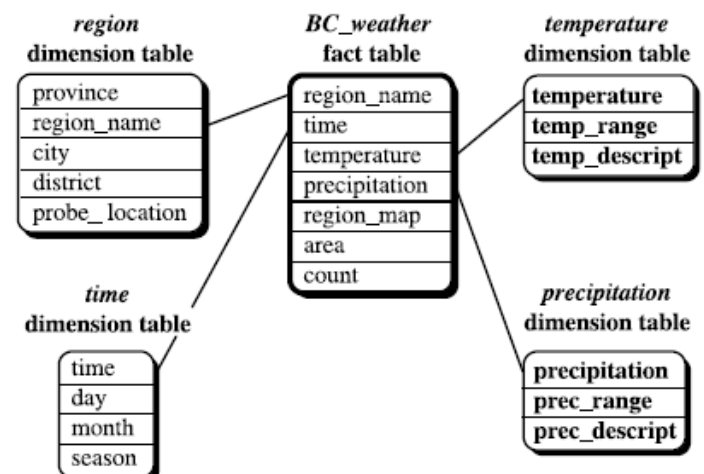 region
dimension table
province
region_name
city
district
probe_ location
BC_weather
fact table
region_name
time
temperature
precipitation
region_map
area
count
temperature
dimension table
temperature
temp_range
temp_descript
time
dimension table
time
day
month
season
precipitation
dimension table
precipitation
prec_range
prec_descript